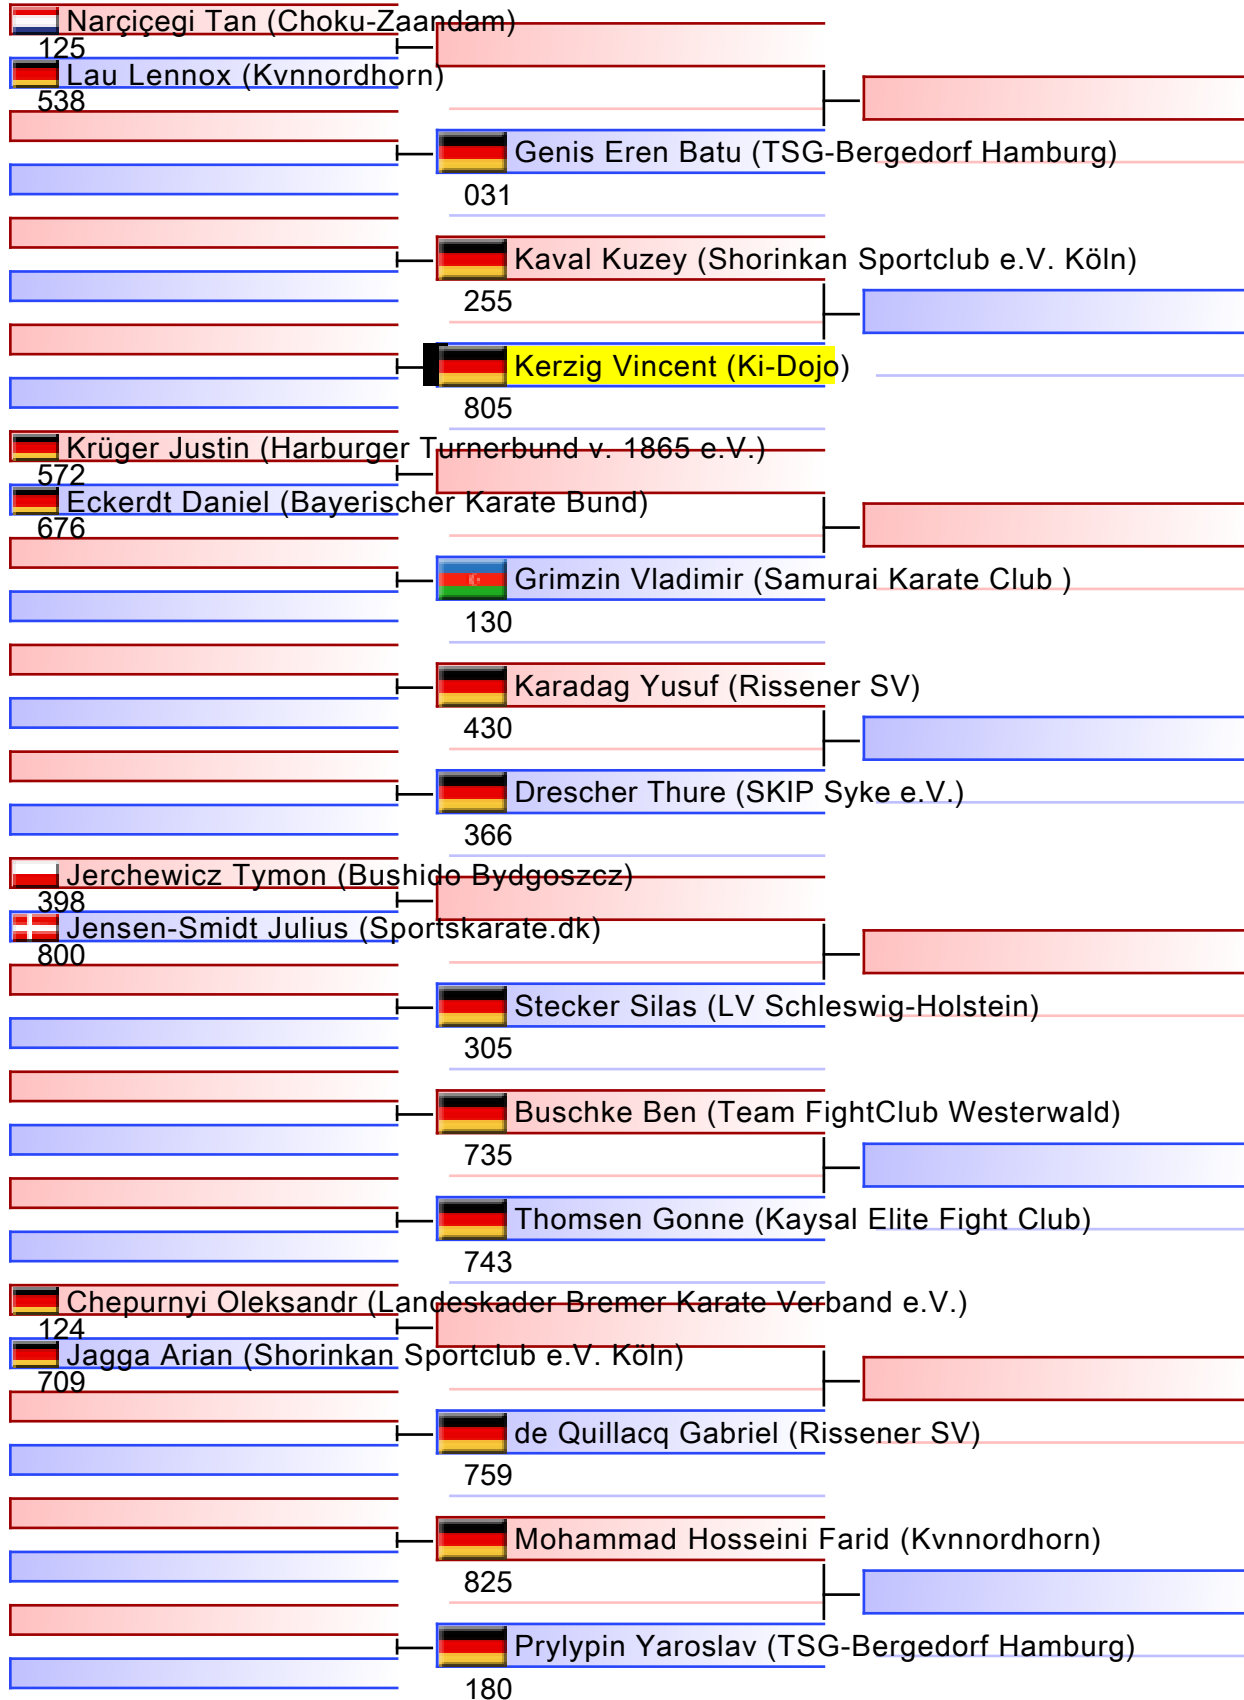 Narçiçegi Tan (Choku-Zaandam)
125
Lau Lennox (Kvnnordhorn)
538
Genis Eren Batu (TSG-Bergedorf Hamburg)
031
Kaval Kuzey (Shorinkan Sportclub e.V. Köln)
255
Kerzig Vincent (Ki-Dojo)
805
Krüger Justin (Harburger Turnerbund v. 1865 e.V.)
572
Eckerdt Daniel (Bayerischer Karate Bund)
676
Grimzin Vladimir (Samurai Karate Club )
130
Karadag Yusuf (Rissener SV)
430
Drescher Thure (SKIP Syke e.V.)
366
Jerchewicz Tymon (Bushido Bydgoszcz)
398
Jensen-Smidt Julius (Sportskarate.dk)
800
Stecker Silas (LV Schleswig-Holstein)
305
Buschke Ben (Team FightClub Westerwald)
735
Thomsen Gonne (Kaysal Elite Fight Club)
743
Chepurnyi Oleksandr (Landeskader Bremer Karate Verband e.V.)
124
Jagga Arian (Shorinkan Sportclub e.V. Köln)
709
de Quillacq Gabriel (Rissener SV)
759
Mohammad Hosseini Farid (Kvnnordhorn)
825
Prylypin Yaroslav (TSG-Bergedorf Hamburg)
180